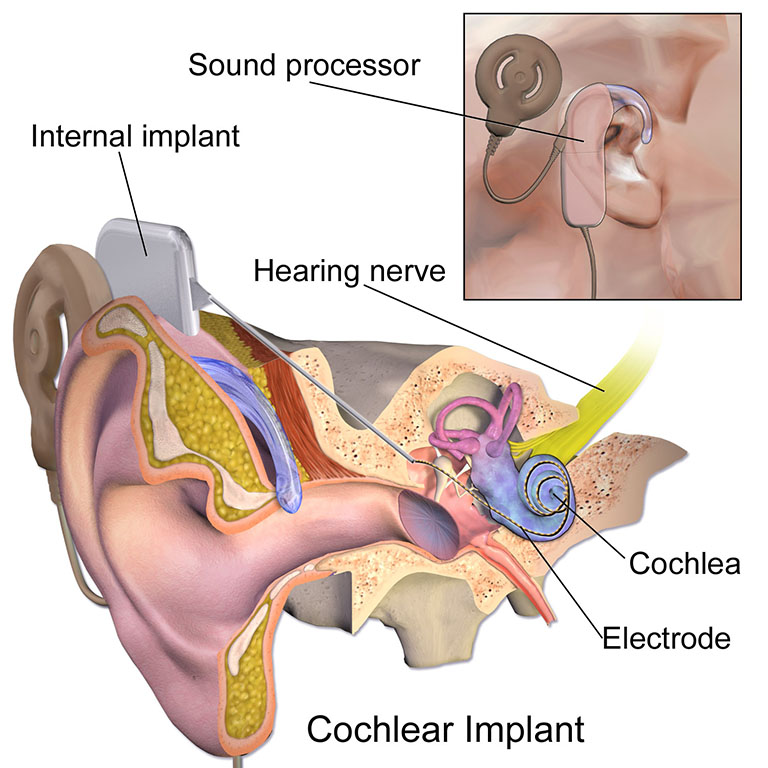 Sound processor
Internal implant
Hearing nerve
Cochlea
Electrode
Cochlear Implant